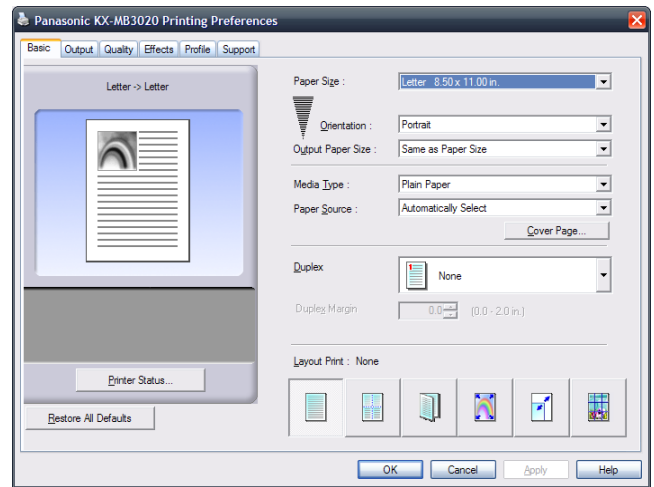 Panasonic KX-MB3020 Printing Preferences
Basic Output Quality Effects Profile Support
Letter -> Letter
Paper Size : Letter 8.50 x 11.00 in.
Orientation : Portrait
Output Paper Size : Same as Paper Size
Media Type : Plain Paper
Paper Source : Automatically Select
Cover Page...
Duplex None
Duplex Margin 0.0 (0.0 - 2.0 in.)
Layout Print : None
Printer Status...
Restore All Defaults
OK Cancel Apply Help